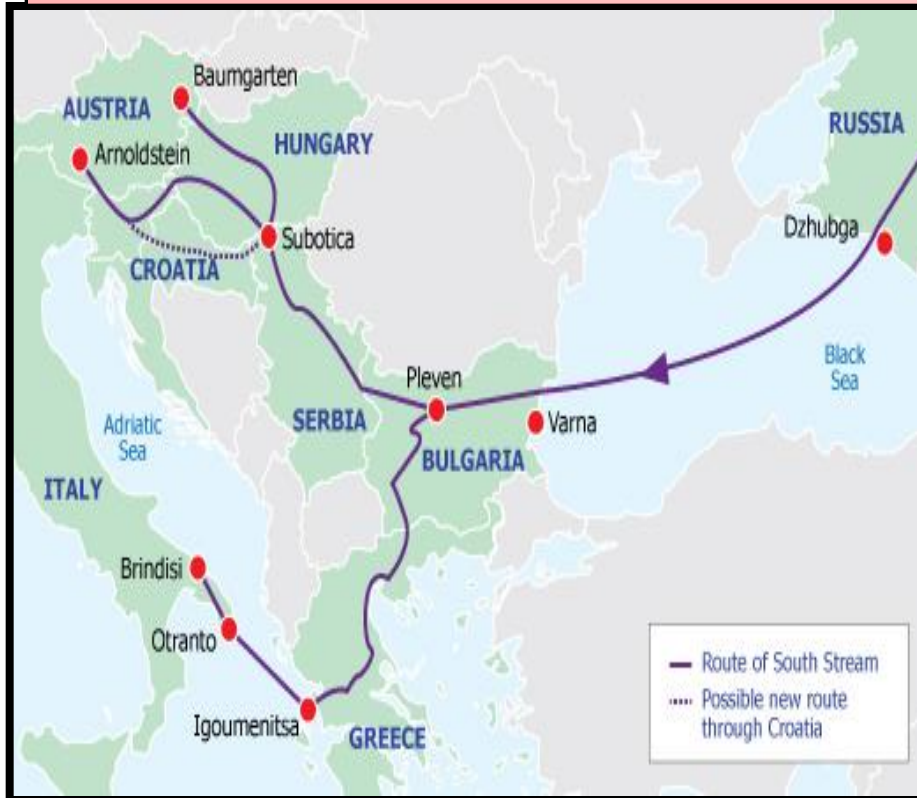 Baumgarten
AUSTRIA
HUNGARY
RUSSIA
Arnoldstein
Dzhubga
Subotica
CROATIA
Black
Sea
Pleven
Adriatic
Sea
SERBIA
Varna
BULGARIA
ITALY
Brindisi
Otranto
Igoumenitsa
GREECE
Route of South Stream
Possible new route
through Croatia